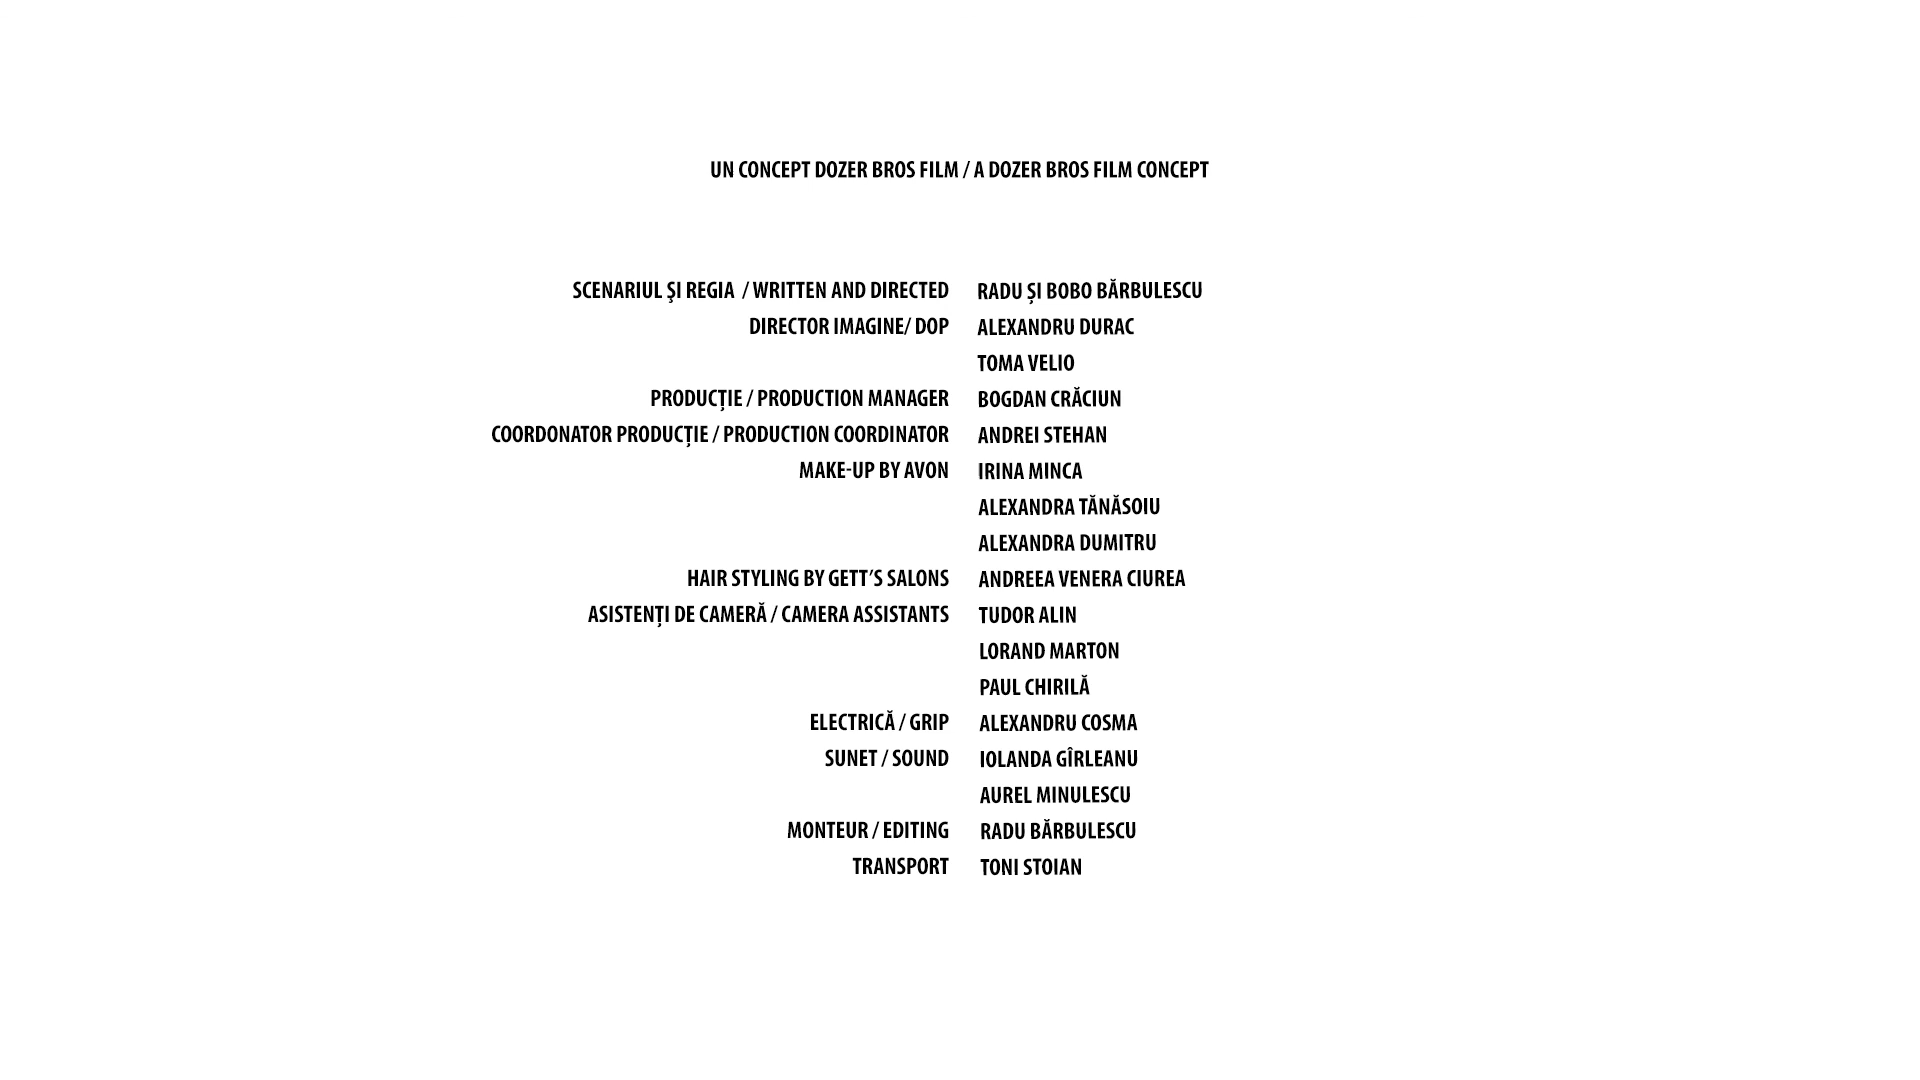 UN CONCEPT DOZER BROS FILM / A DOZER BROS FILM CONCEPT
SCENARIUL ŞI REGIA / WRITTEN AND DIRECTED RADU ȘI BOBO BĂRBULESCU
DIRECTOR IMAGINE/ DOP ALEXANDRU DURAC
TOMA VELIO
PRODUCȚIE / PRODUCTION MANAGER BOGDAN CRĂCIUN
COORDONATOR PRODUCȚIE / PRODUCTION COORDINATOR ANDREI STEHAN
MAKE-UP BY AVON IRINA MINCA
ALEXANDRA TĂNĂSOIU
ALEXANDRA DUMITRU
HAIR STYLING BY GETT’S SALONS ANDREEA VENERA CIUREA
ASISTENȚI DE CAMERĂ / CAMERA ASSISTANTS TUDOR ALIN
LORAND MARTON
PAUL CHIRILĂ
ELECTRICĂ / GRIP ALEXANDRU COSMA
SUNET / SOUND IOLANDA GÎRLEANU
AUREL MINULESCU
MONTEUR / EDITING RADU BĂRBULESCU
TRANSPORT TONI STOIAN